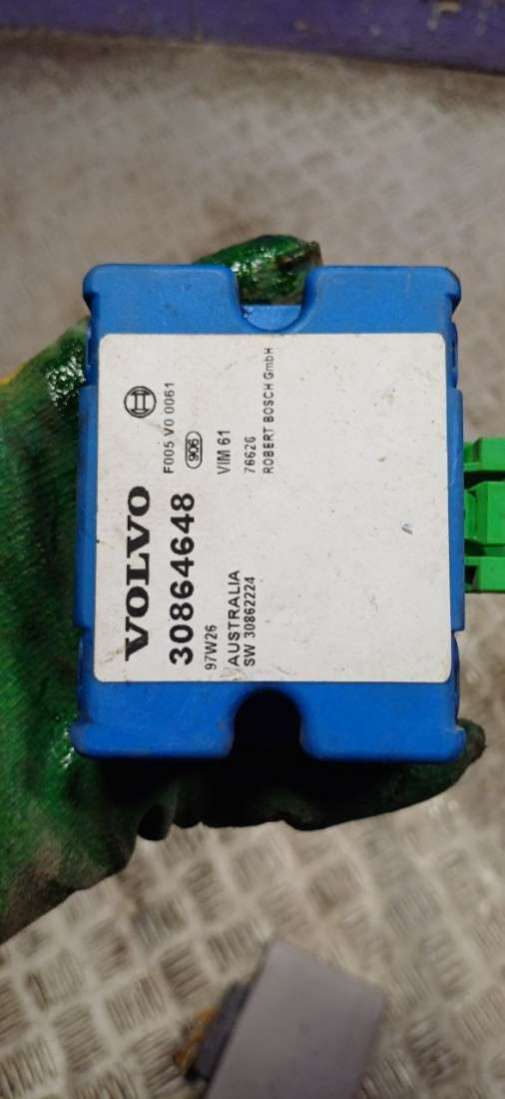 VOLVO
30864648
97W26
AUSTRALIA
SW 30862224
F005 V0 0061
906
VIM 61
76626
ROBERT BOSCH GmbH